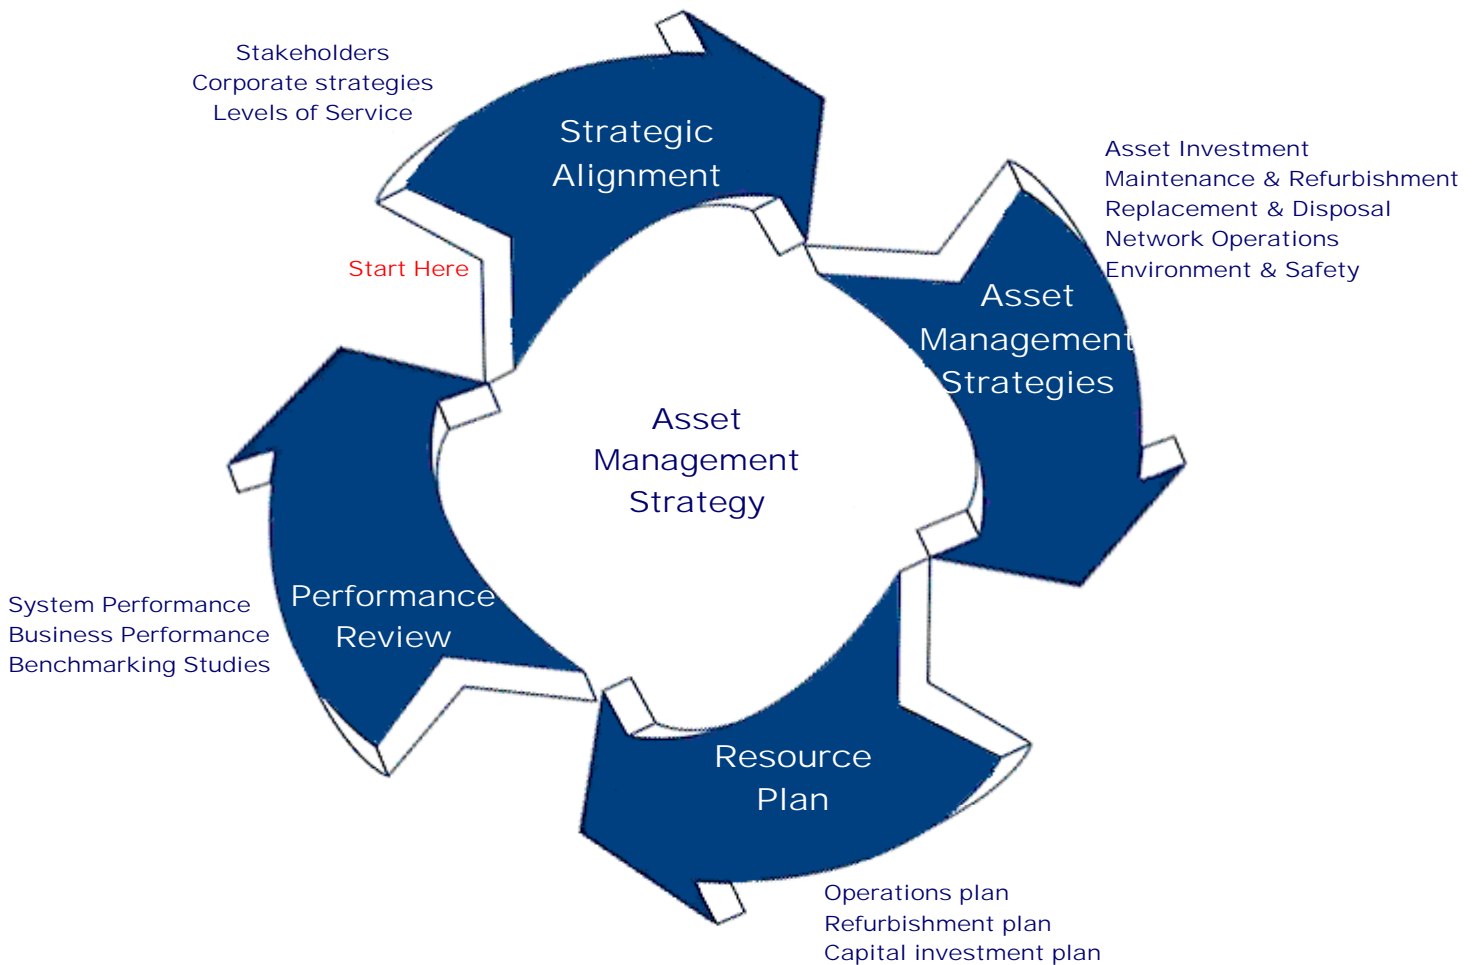 Stakeholders
Corporate strategies
Levels of Service
Strategic
Alignment
Start Here
Asset Investment
Maintenance & Refurbishment
Replacement & Disposal
Network Operations
Environment & Safety
Asset
Management
Strategies
Asset
Management
Strategy
Performance
Review
System Performance
Business Performance
Benchmarking Studies
Resource
Plan
Operations plan
Refurbishment plan
Capital investment plan